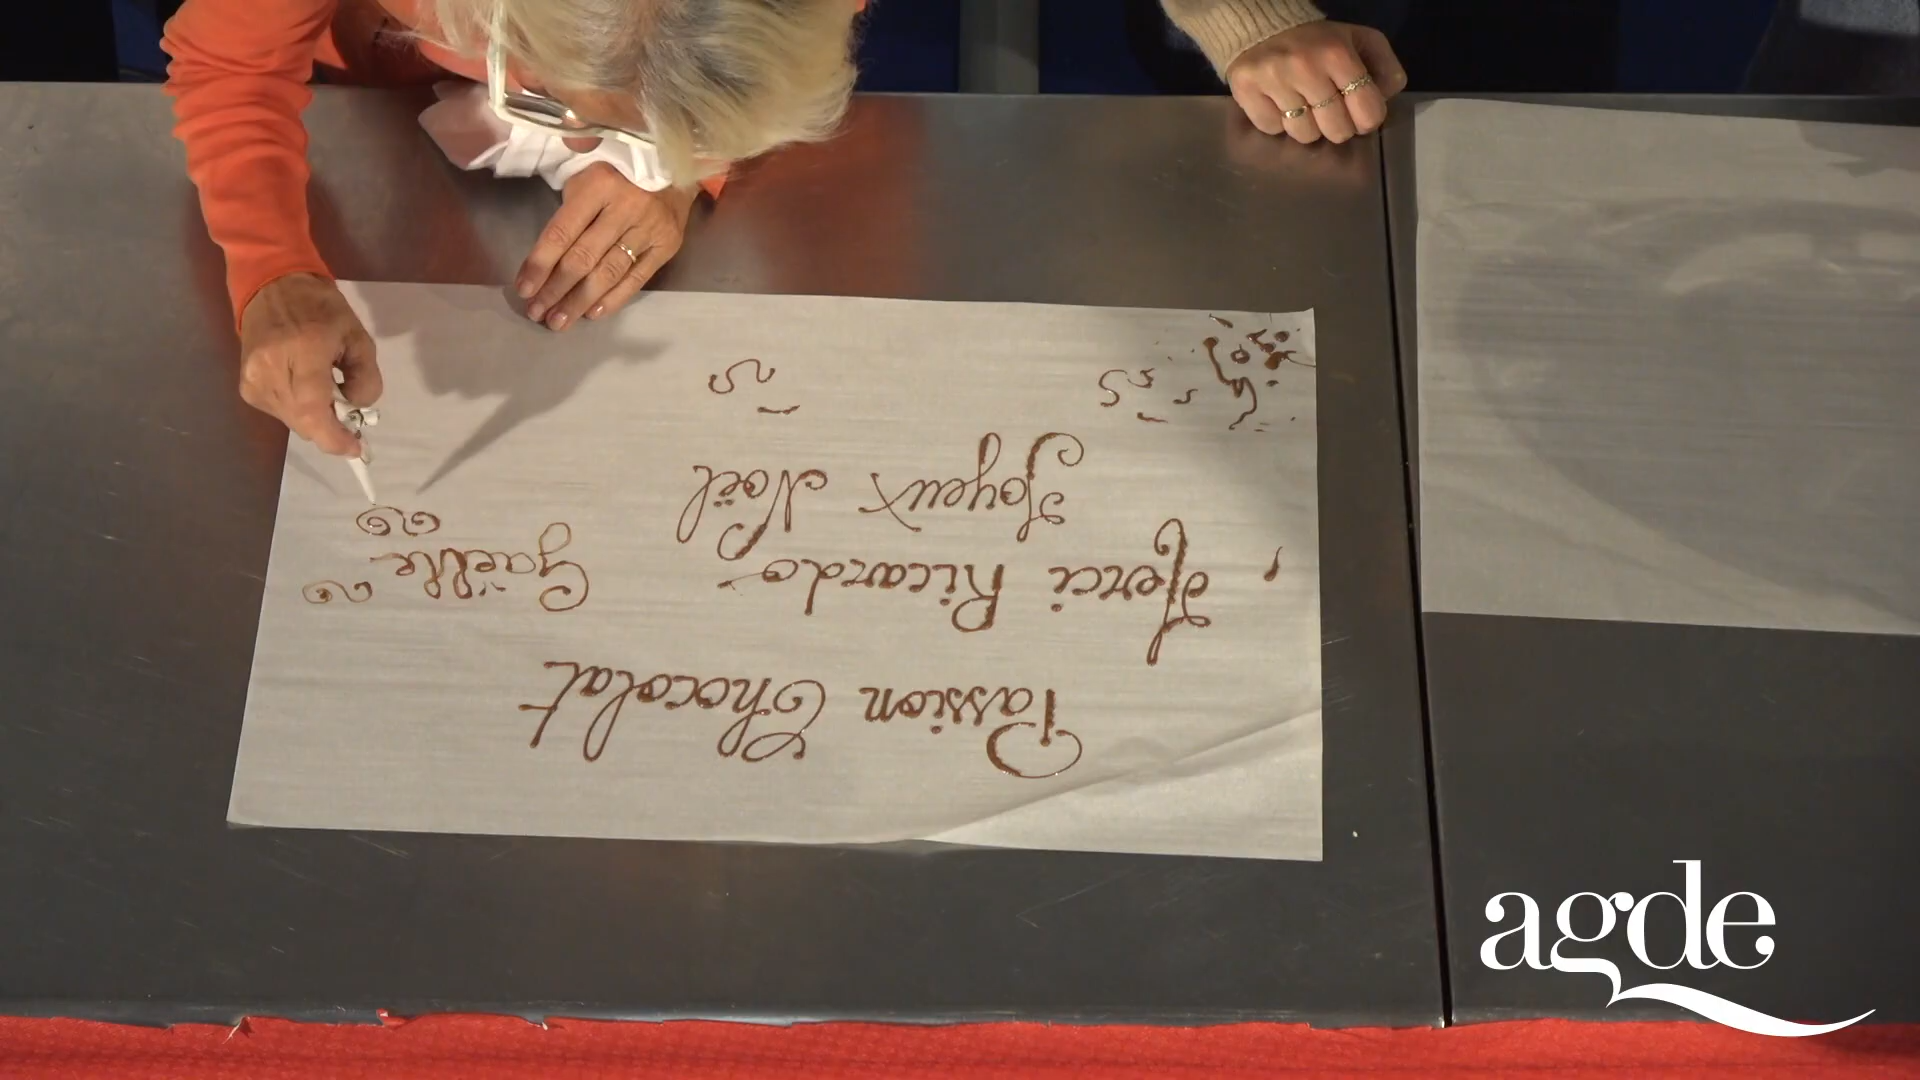 Passion Chocolat
Merci Ricardo
Gaëlle
Joyeux Noël
agde